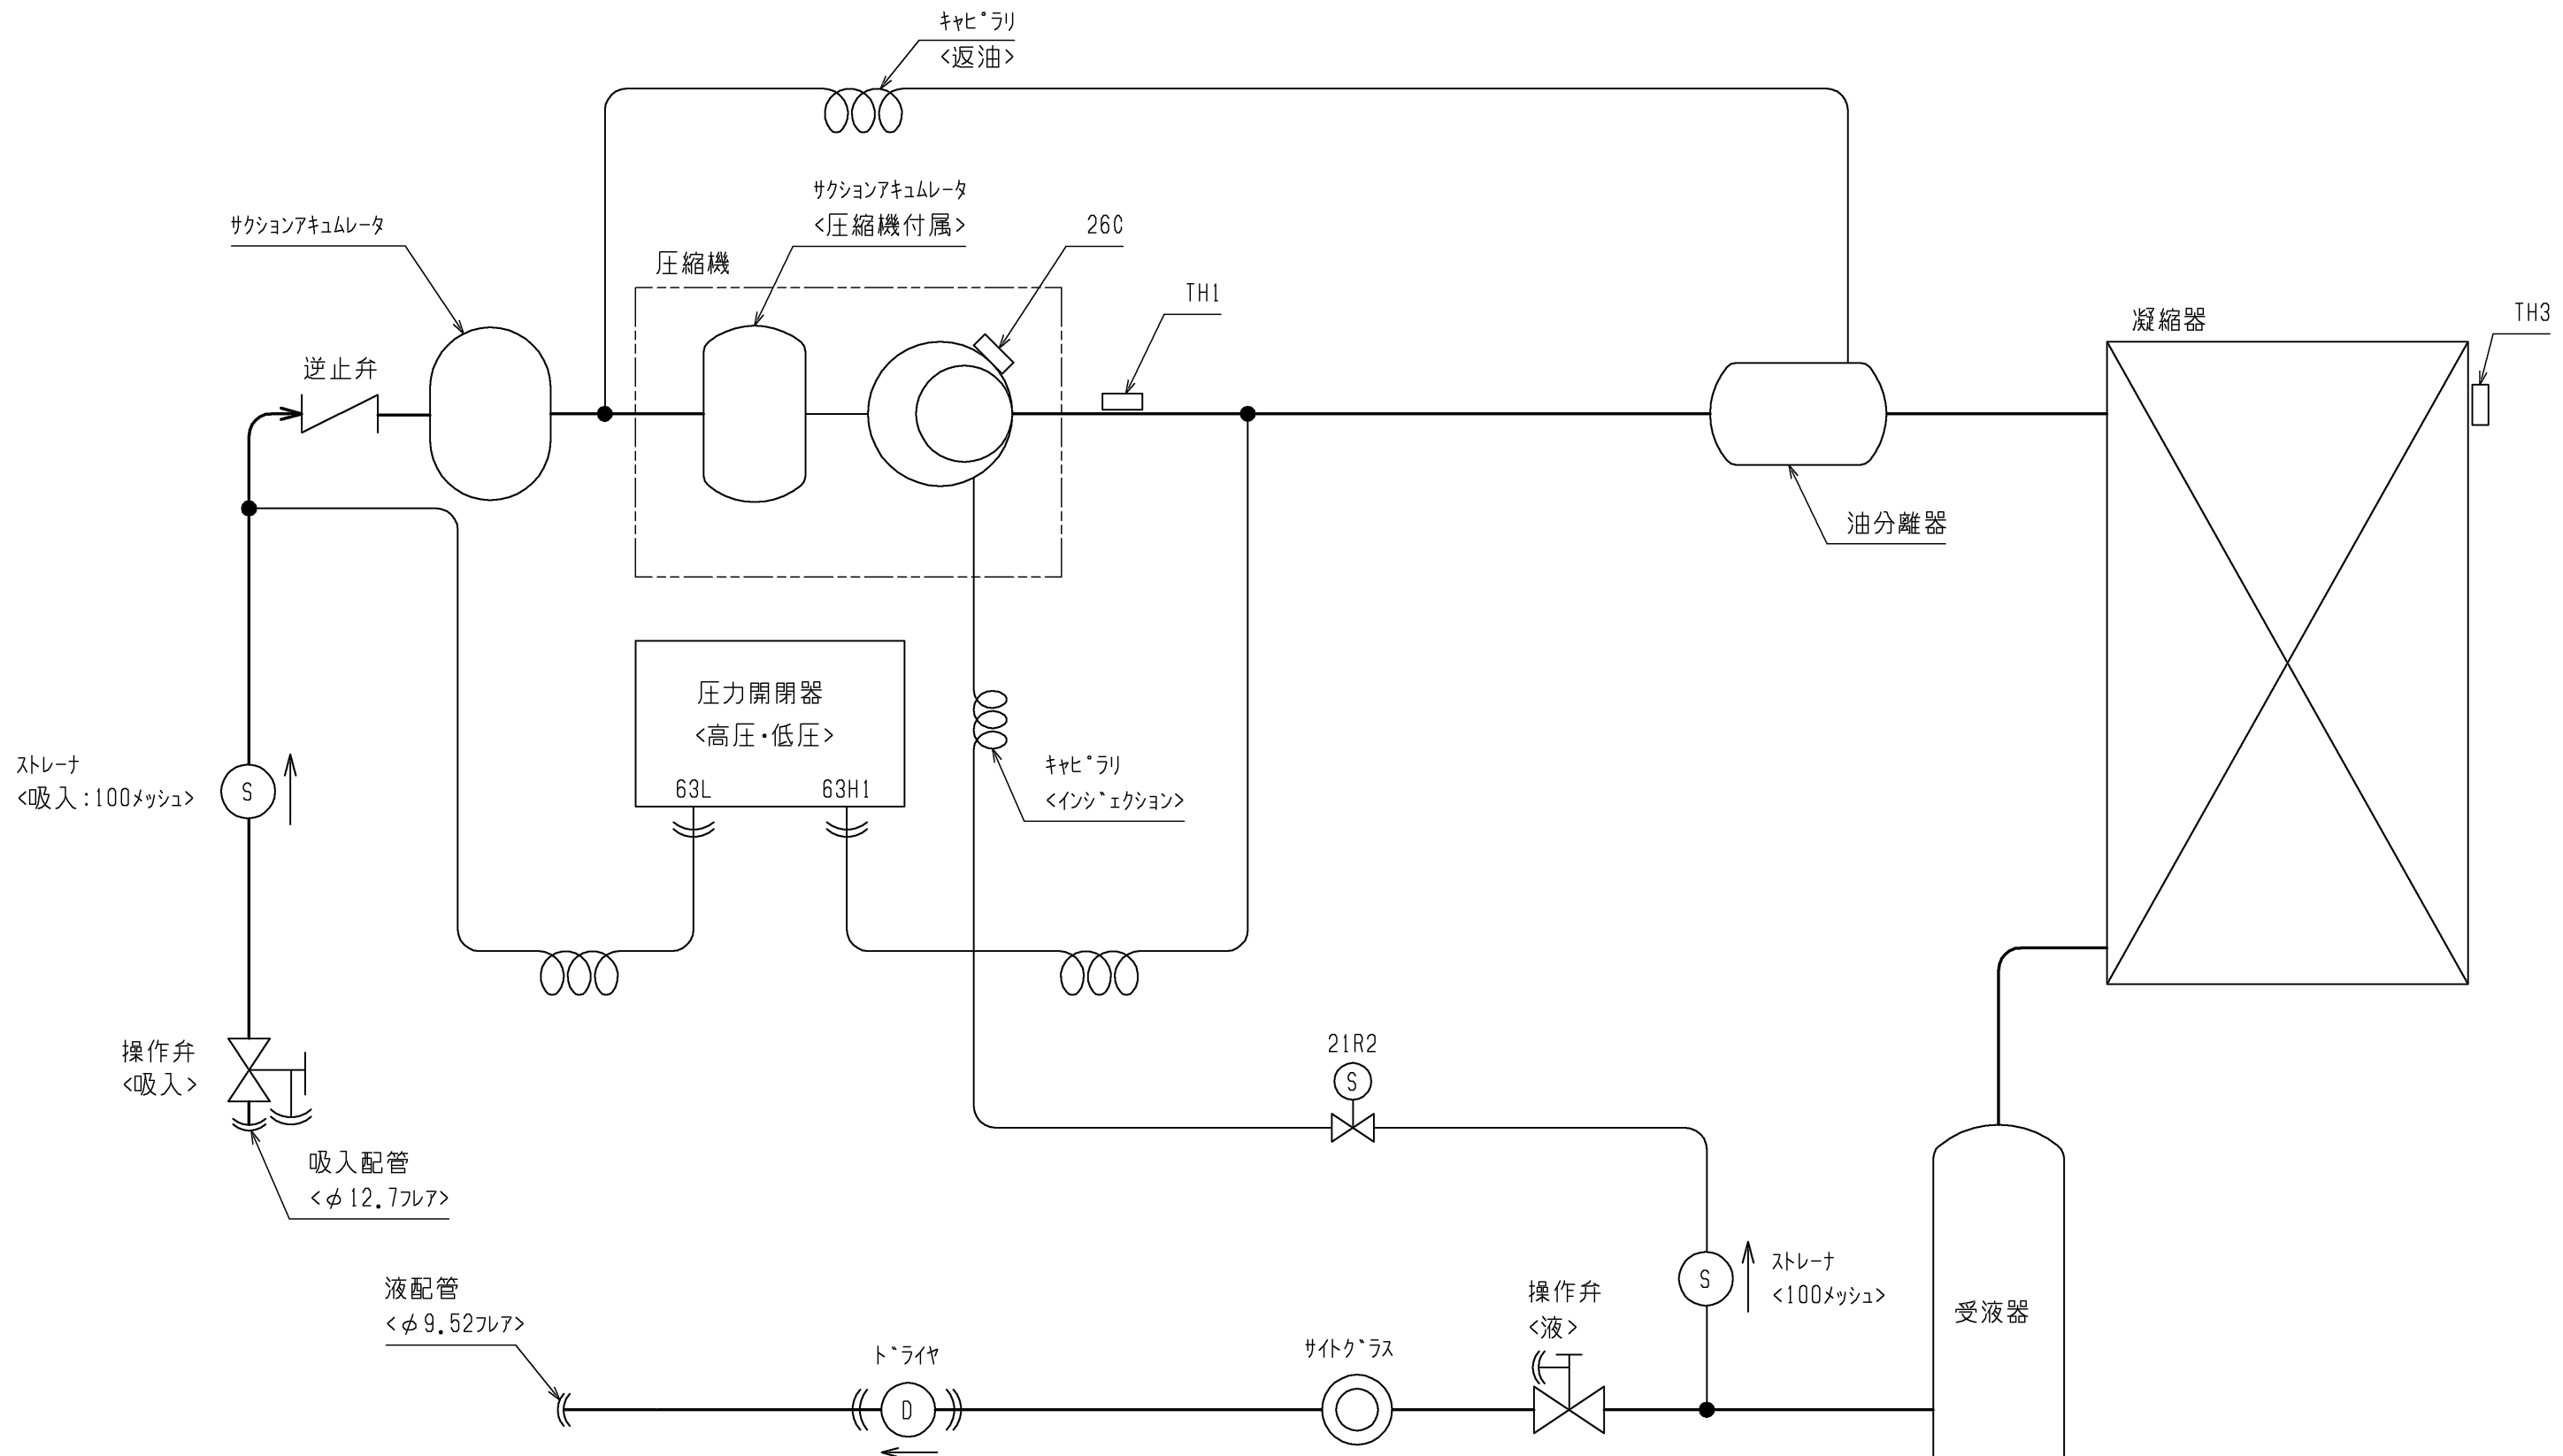 キャピラリ
<返油>
サクションアキュムレータ
<圧縮機付属>
26C
サクションアキュムレータ
圧縮機
TH1
TH3
凝縮器
逆止弁
油分離器
圧力開閉器
<高圧・低圧>
63L
63H1
ストレーナ
<吸入:100メッシュ>
S
キャピラリ
<インジェクション>
操作弁
<吸入>
21R2
S
吸入配管
<φ12.7フレア>
ストレーナ
<100メッシュ>
S
液配管
<φ9.52フレア>
操作弁
<液>
受液器
ドライヤ
サイトグラス
D